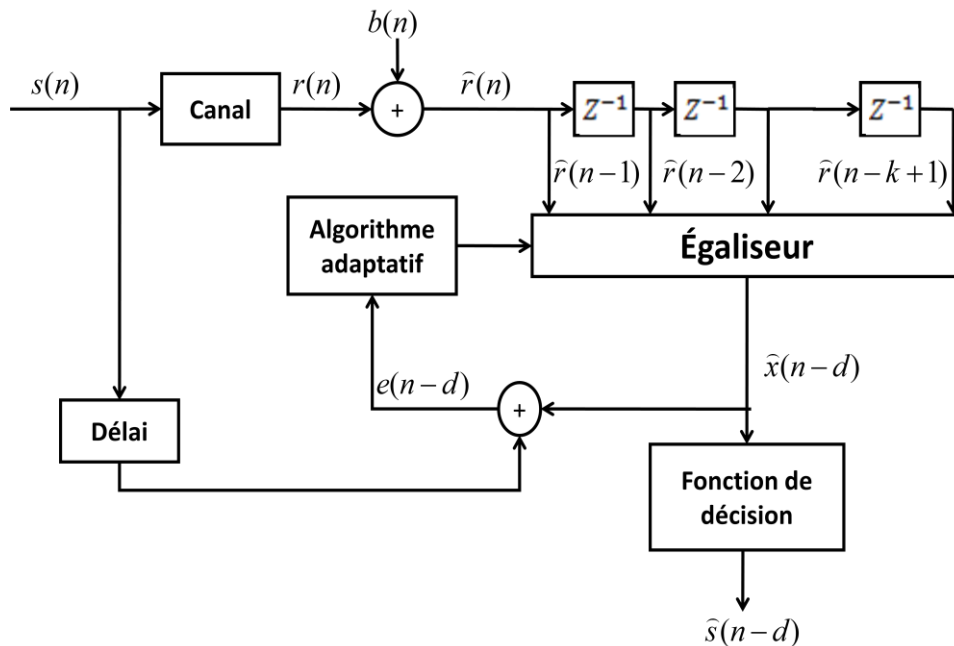 b(n)
s(n)
Canal
r(n)
+
r̂(n)
Z⁻¹
Z⁻¹
Z⁻¹
r̂(n−1)
r̂(n−2)
r̂(n−k+1)
Algorithme
adaptatif
Égaliseur
x̂(n−d)
e(n−d)
+
Délai
Fonction de
décision
ŝ(n−d)